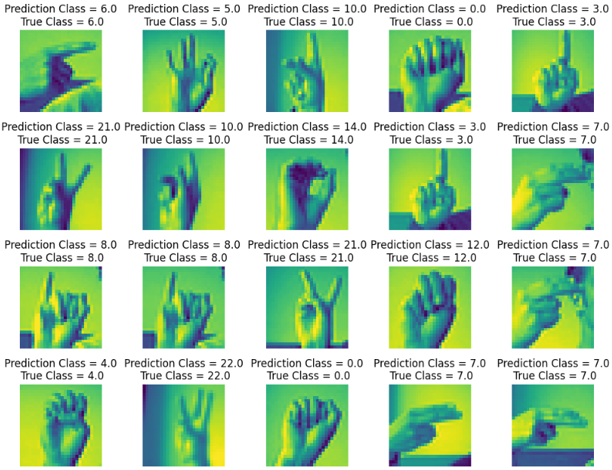 Prediction Class = 6.0
True Class = 6.0
Prediction Class = 5.0
True Class = 5.0
Prediction Class = 10.0
True Class = 10.0
Prediction Class = 0.0
True Class = 0.0
Prediction Class = 3.0
True Class = 3.0
Prediction Class = 21.0
True Class = 21.0
Prediction Class = 10.0
True Class = 10.0
Prediction Class = 14.0
True Class = 14.0
Prediction Class = 3.0
True Class = 3.0
Prediction Class = 7.0
True Class = 7.0
Prediction Class = 8.0
True Class = 8.0
Prediction Class = 8.0
True Class = 8.0
Prediction Class = 21.0
True Class = 21.0
Prediction Class = 12.0
True Class = 12.0
Prediction Class = 7.0
True Class = 7.0
Prediction Class = 4.0
True Class = 4.0
Prediction Class = 22.0
True Class = 22.0
Prediction Class = 0.0
True Class = 0.0
Prediction Class = 7.0
True Class = 7.0
Prediction Class = 7.0
True Class = 7.0